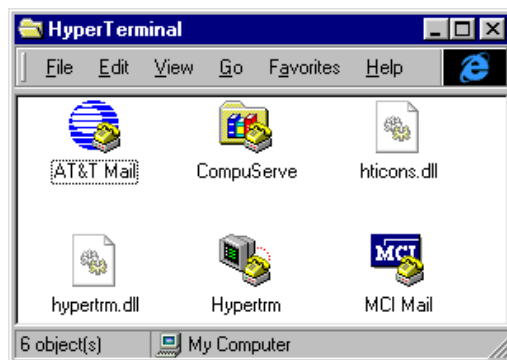 HyperTerminal
File Edit View Go Favorites Help
AT&T Mail CompuServe hticons.dll
MCI
hypertrm.dll Hypertrm MCI Mail
6 object(s) My Computer